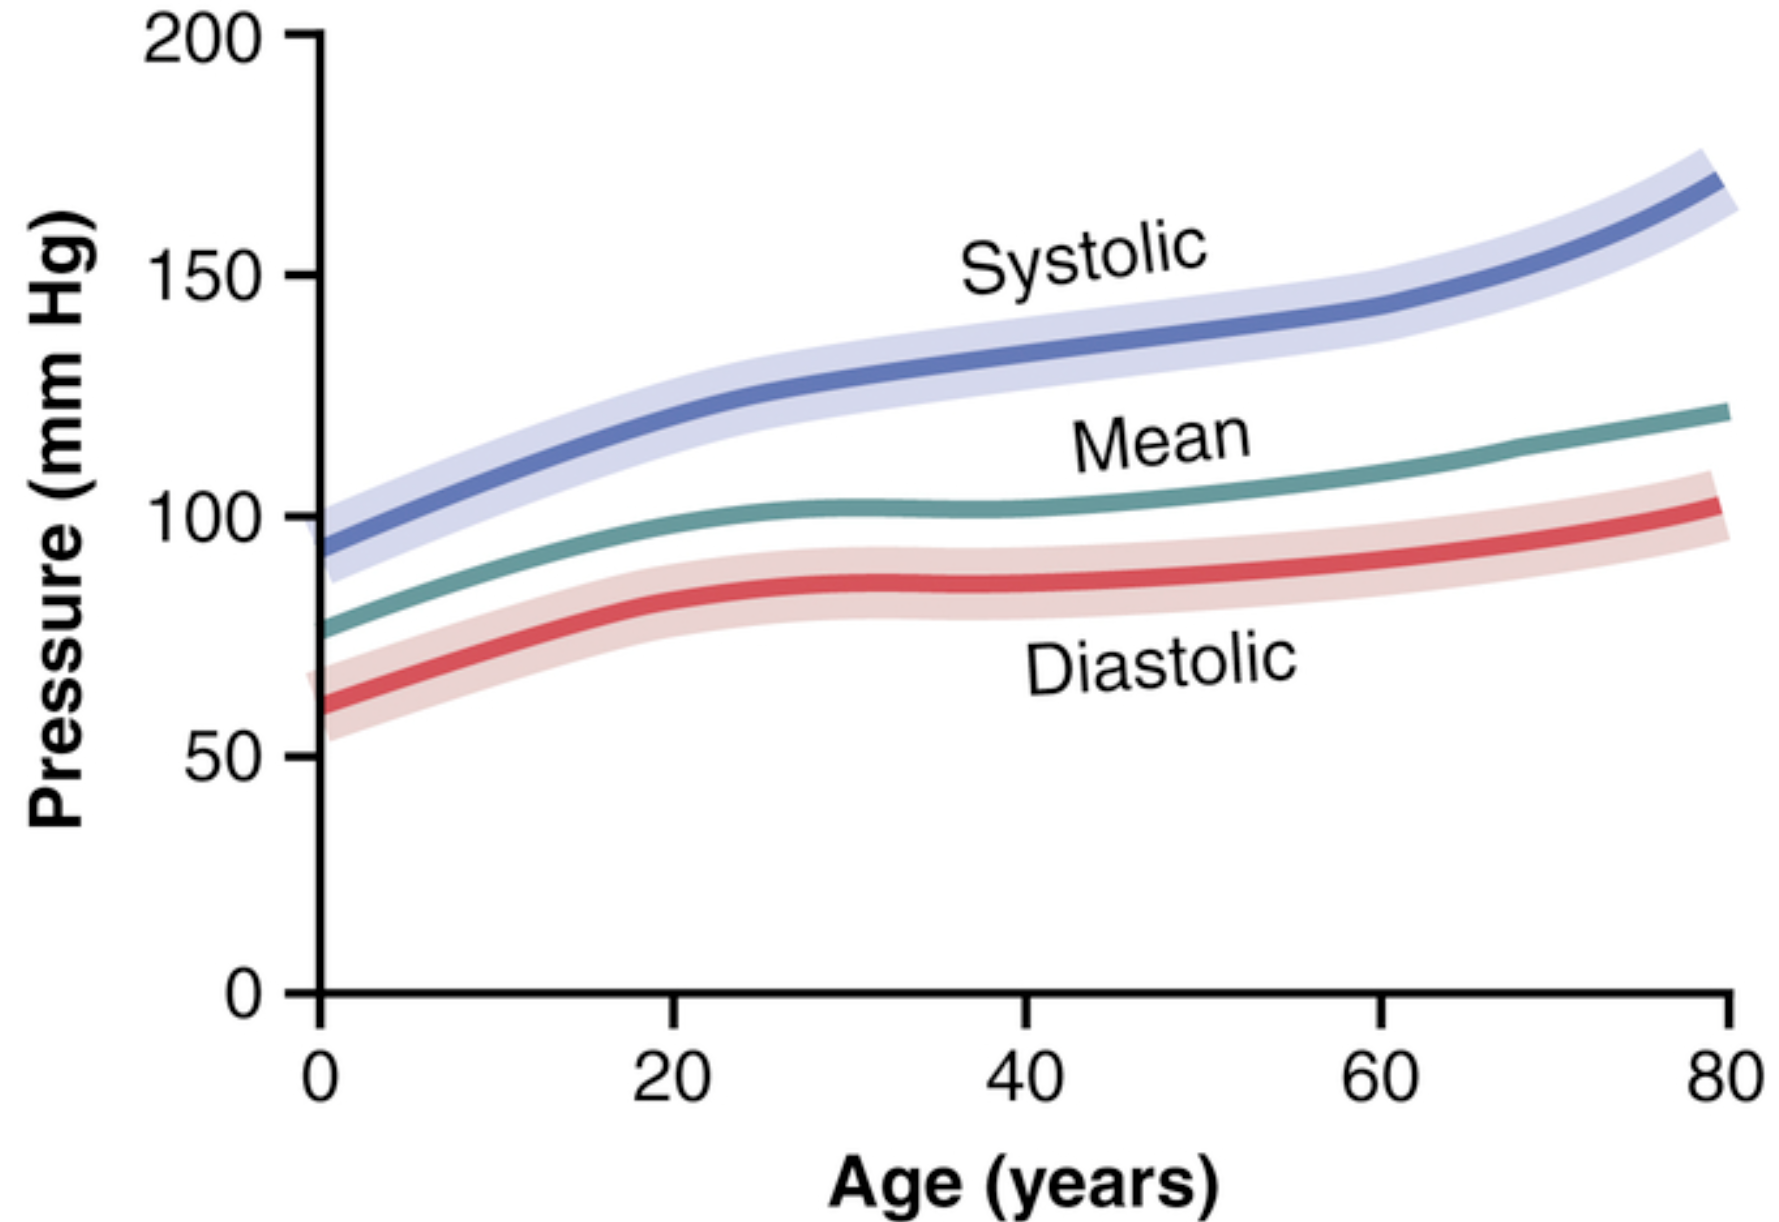 200
150
100
50
0
Pressure (mm Hg)
Systolic
Mean
Diastolic
0 20 40 60 80
Age (years)